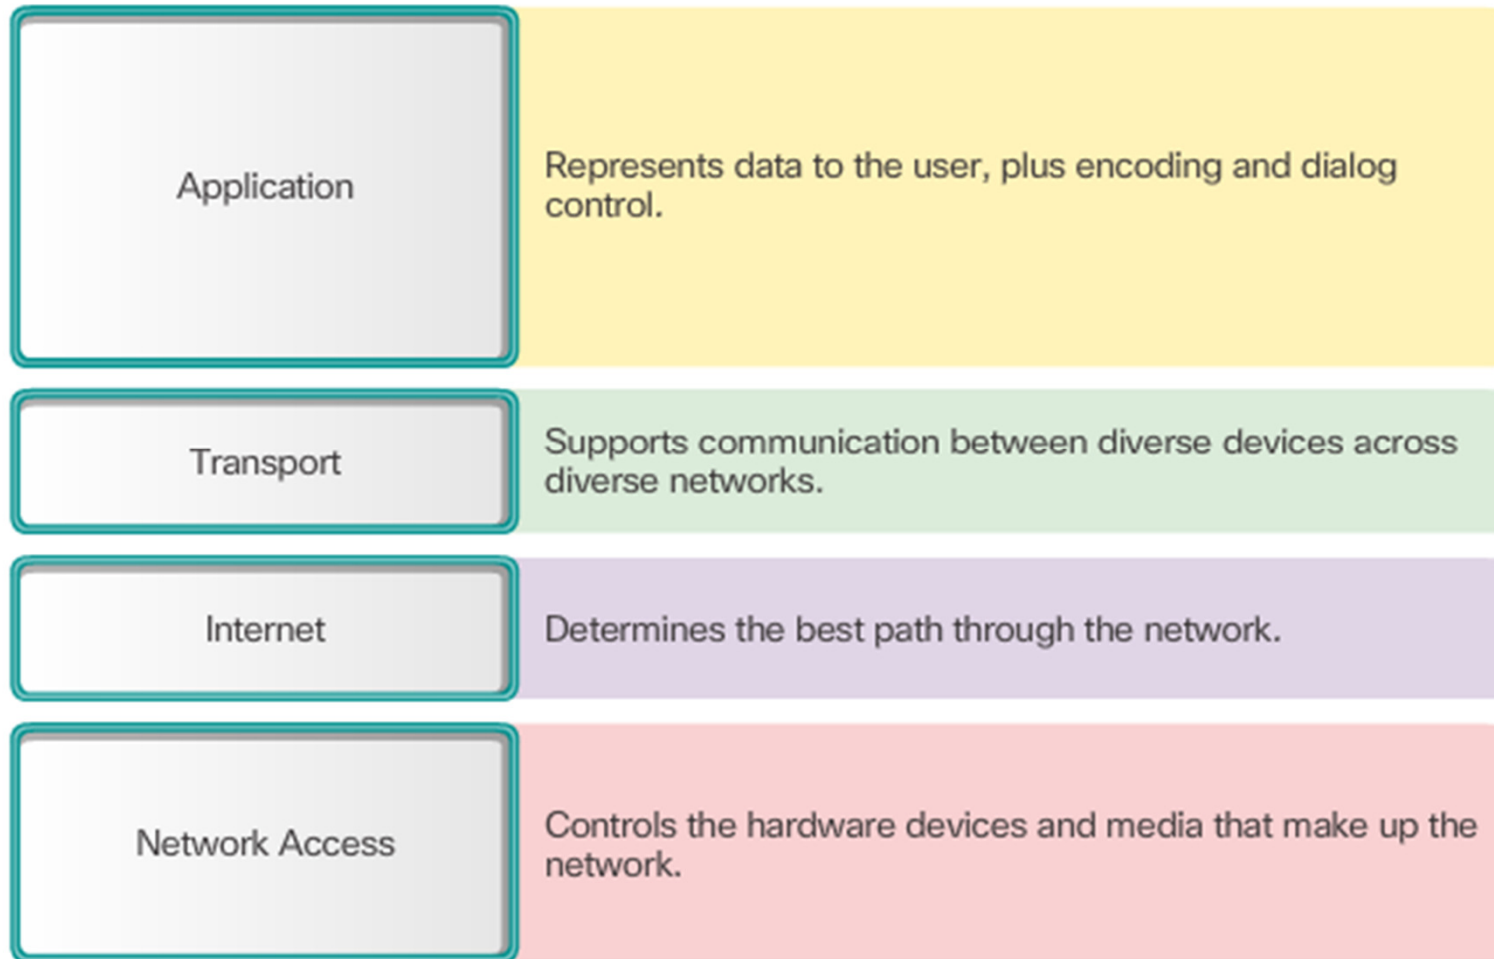 Application
Represents data to the user, plus encoding and dialog
control.
Transport
Supports communication between diverse devices across
diverse networks.
Internet
Determines the best path through the network.
Network Access
Controls the hardware devices and media that make up the
network.